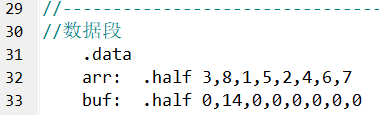 29 //------------------------------------
30 //数据段
31 .data
32 arr: .half 3,8,1,5,2,4,6,7
33 buf: .half 0,14,0,0,0,0,0,0